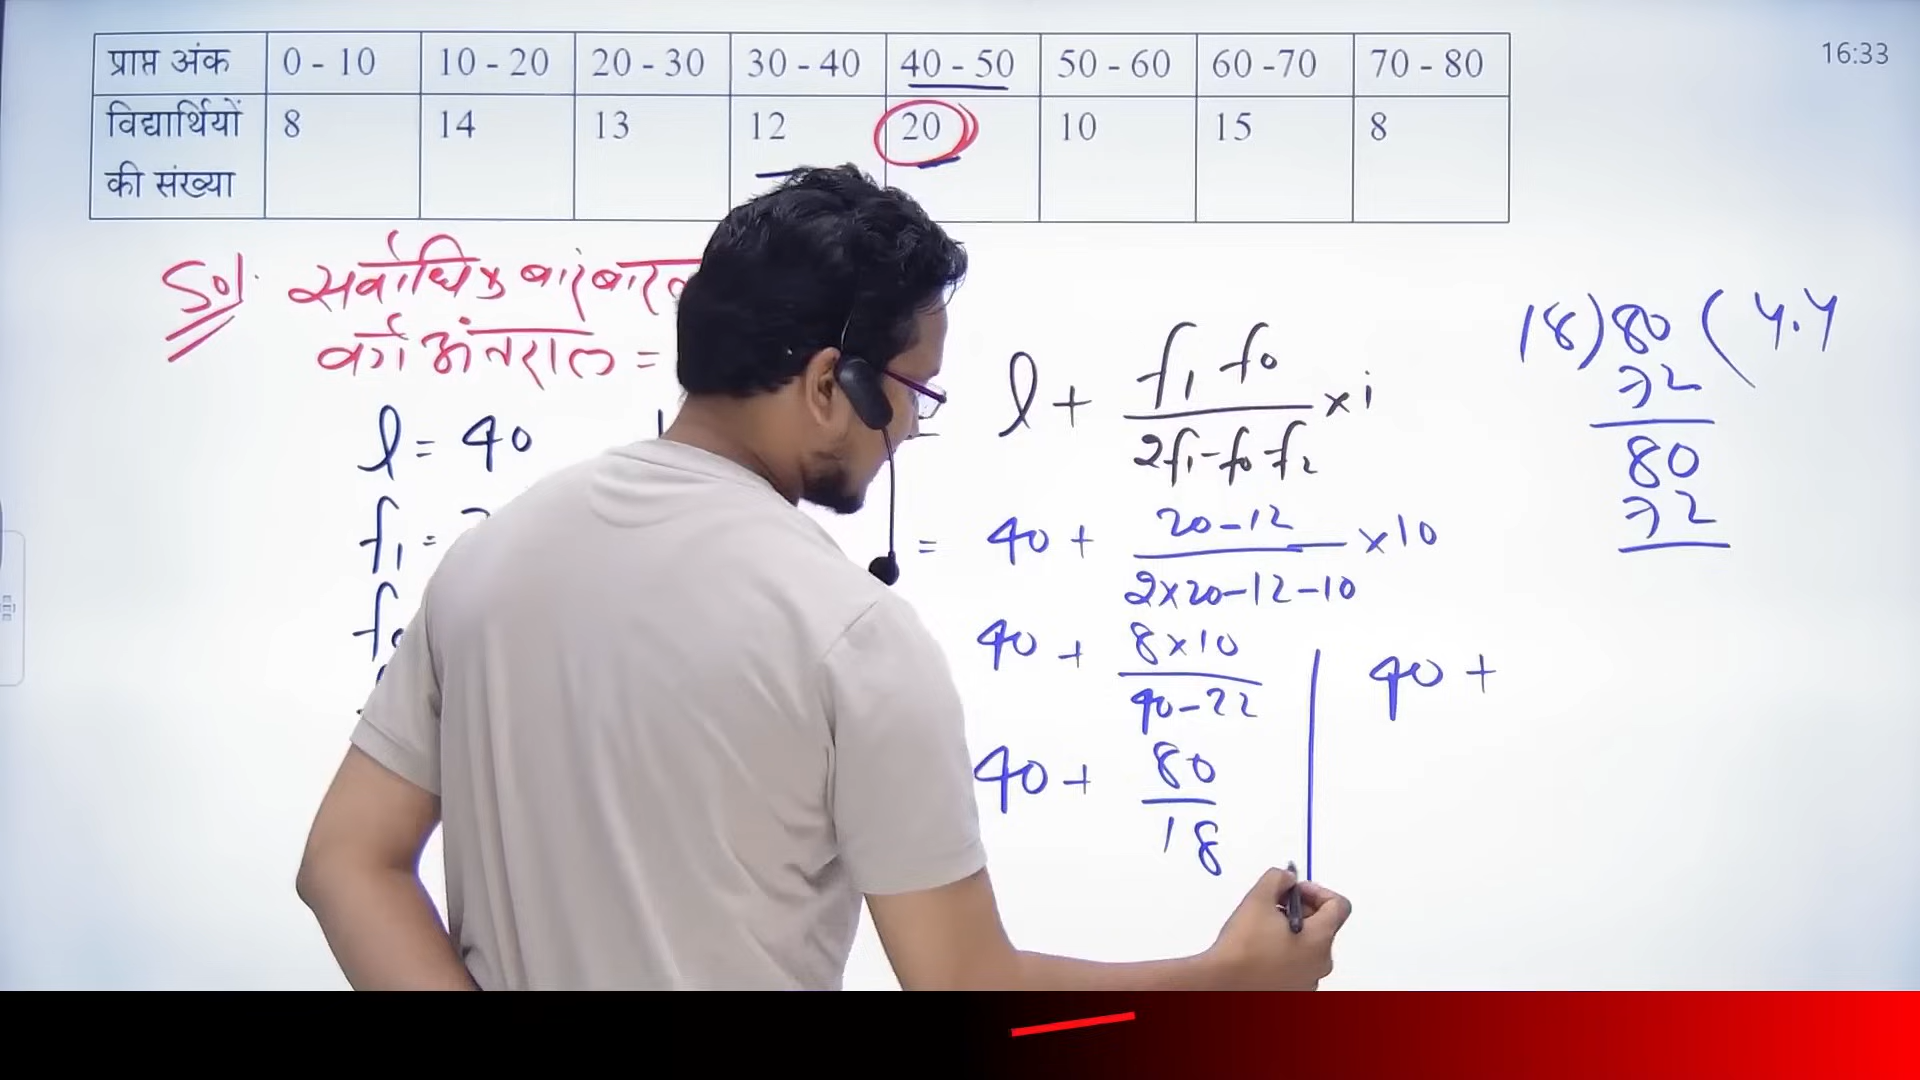 16:33
प्राप्त अंक 0 - 10 10 - 20 20 - 30 30 - 40 40 - 50 50 - 60 60 -70 70 - 80
विद्यार्थियों 8 14 13 12 20 10 15 8
की संख्या
Sol. सर्वाधिक
वर्ग अंतराल =
l = 40
f₁ =
l + f₁ f₀ / 2f₁-f₀-f₂ × i
= 40 + 20-12 / 2×20-12-10 ×10
40 + 8×10 / 40-22
40 + 80 / 18
40 +
18)80( 4.4
72
80
72